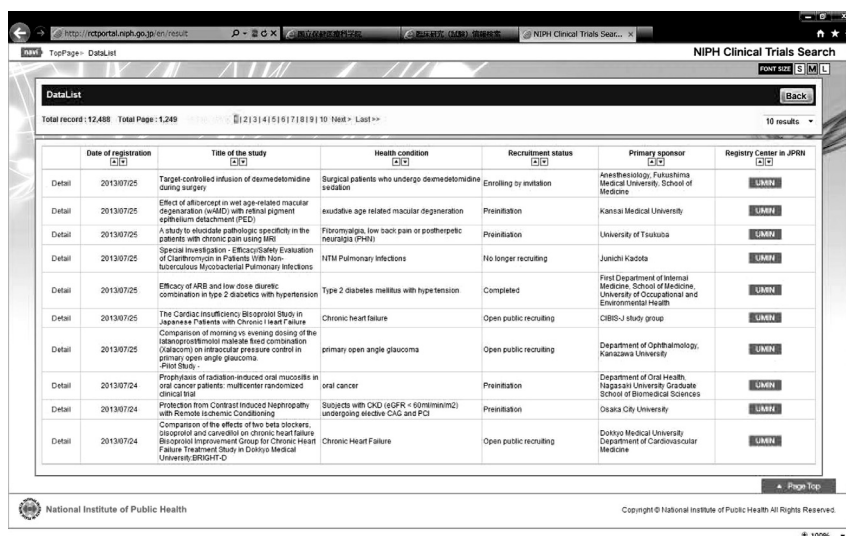 http://rctportal.niph.go.jp/en/result
NIPH Clinical Trials Sear...
navi TopPage> DataList
NIPH Clinical Trials Search
FONT SIZE S M L
DataList
Back
Total record : 12,488 Total Page : 1,249
1|2|3|4|5|6|7|8|9| 10 Next> Last>>
10 results
Date of registration Title of the study Health condition Recruitment status Primary sponsor Registry Center in JPRN
Detail 2013/07/25 Target-controlled infusion of dexmedetomidine
during surgery
Surgical patients who undergo dexmedetomidine
sedation
Enrolling by invitation
Anesthesiology, Fukushima
Medical University, School of
Medicine
UMIN
Detail 2013/07/25 Effect of aflibercept in wet age-related macular
degenaration (wAMD) with retinal pigment
epithelium detachment (PED)
exudative age related macular degeneration
Preinitiation
Kansai Medical University
UMIN
Detail 2013/07/25 A study to elucidate pathologic specificity in the
patients with chronic pain using MRI
Fibromyalgia, low back pain or postherpetic
neuralgia (PHN)
Preinitiation
University of Tsukuba
UMIN
Detail 2013/07/25 Special Investigation - Efficacy/Safety Evaluation
of Clarithromycin in Patients With Non-
tuberculous Mycobacterial Pulmonary Infections
NTM Pulmonary Infections
No longer recruiting
Junichi Kadota
UMIN
Detail 2013/07/25 Efficacy of ARB and low dose diuretic
combination in type 2 diabetics with hypertension
Type 2 diabetes mellitus with hypertension
Completed
First Department of Internal
Medicine, School of Medicine,
University of Occupational and
Environmental Health
UMIN
Detail 2013/07/25 The Cardiac Insufficiency Bisoprolol Study in
Japanese Patients with Chronic Heart Failure
Chronic heart failure
Open public recruiting
CIBIS-J study group
UMIN
Detail 2013/07/25 Comparison of morning vs evening dosing of the
latanoprost/timolol maleate fixed combination
(Xalacom) on intraocular pressure control in
primary open angle glaucoma.
-Pilot Study -
primary open angle glaucoma
Open public recruiting
Department of Ophthalmology,
Kanazawa University
UMIN
Detail 2013/07/24 Prophylaxis of radiation-induced oral mucositis in
oral cancer patients: multicenter randomized
clinical trial
oral cancer
Preinitiation
Department of Oral Health,
Nagasaki University Graduate
School of Biomedical Sciences
UMIN
Detail 2013/07/24 Protection from Contrast Induced Nephropathy
with Remote Ischemic Conditioning
Subjects with CKD (eGFR < 60ml/min/m2)
undergoing elective CAG and PCI
Preinitiation
Osaka City University
UMIN
Detail 2013/07/24 Comparison of the effects of two beta blockers,
bisoprolol and carvedilol on chronic heart failure
Bisoprolol Improvement Group for Chronic Heart
Failure Treatment Study in Dokkyo Medical
University:BRIGHT-D
Chronic Heart Failure
Open public recruiting
Dokkyo Medical University
Department of Cardiovascular
Medicine
UMIN
Page Top
National Institute of Public Health
Copyright © National Institute of Public Health All Rights Reserved.
100%